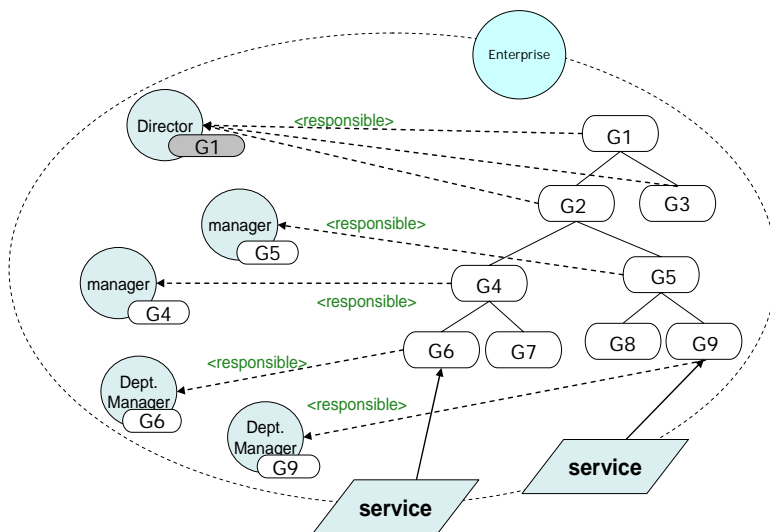 Enterprise
<responsible>
Director
G1
G1
G2
G3
<responsible>
manager
G5
G5
manager
G4
G4
<responsible>
G6
G7
G8
G9
<responsible>
Dept.
Manager
G6
<responsible>
Dept.
Manager
G9
service
service